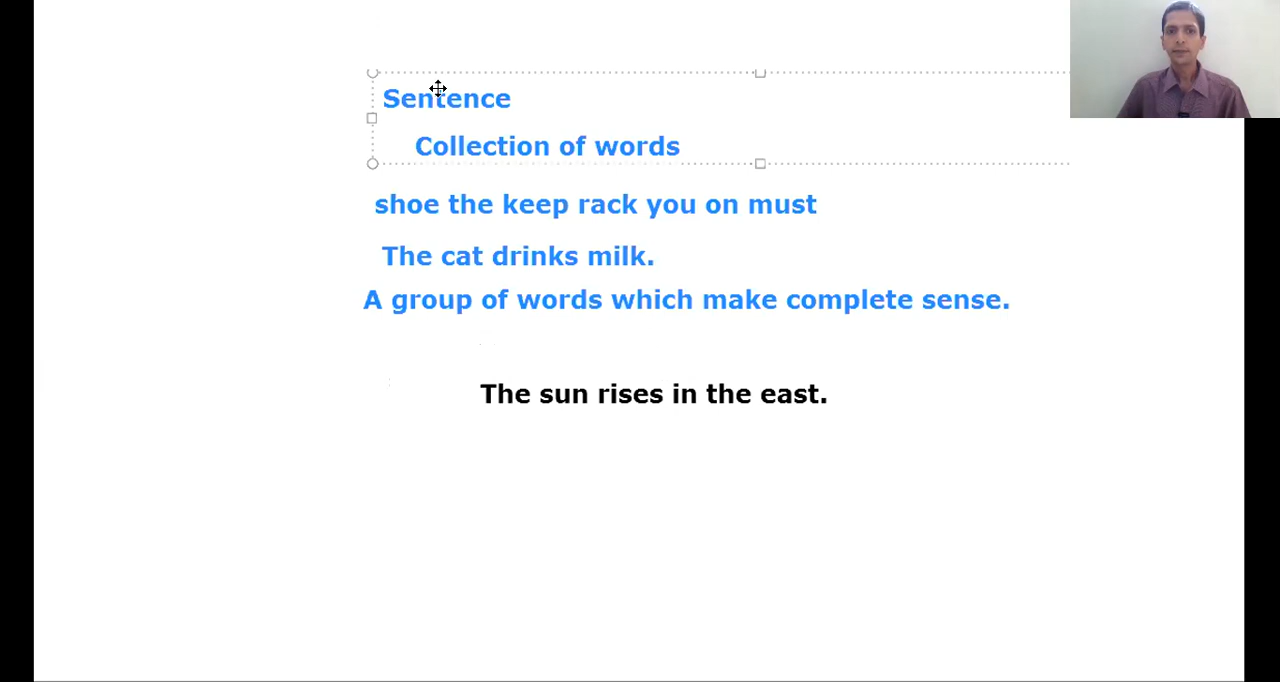 Sentence
Collection of words
shoe the keep rack you on must
The cat drinks milk.
A group of words which make complete sense.
The sun rises in the east.